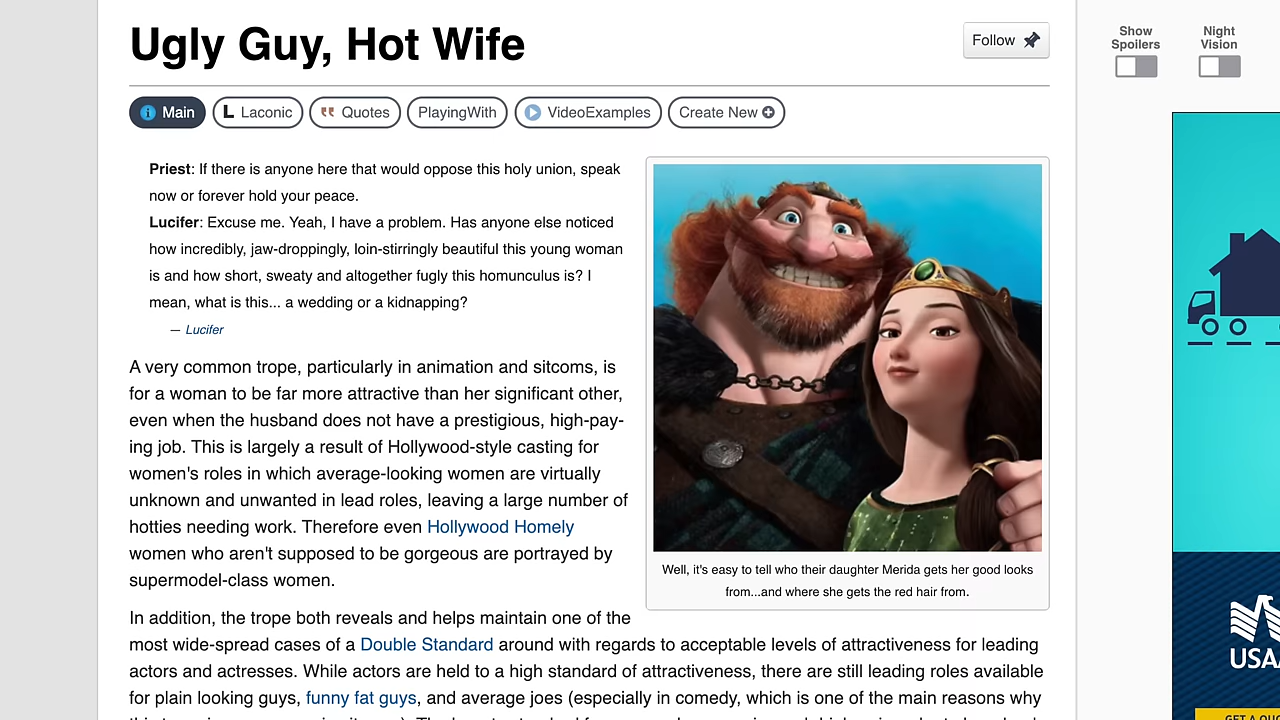 Ugly Guy, Hot Wife
Follow
Show
Spoilers
Night
Vision
Main
Laconic
Quotes
PlayingWith
VideoExamples
Create New
Priest: If there is anyone here that would oppose this holy union, speak
now or forever hold your peace.
Lucifer: Excuse me. Yeah, I have a problem. Has anyone else noticed
how incredibly, jaw-droppingly, loin-stirringly beautiful this young woman
is and how short, sweaty and altogether fugly this homunculus is? I
mean, what is this... a wedding or a kidnapping?
— Lucifer
A very common trope, particularly in animation and sitcoms, is
for a woman to be far more attractive than her significant other,
even when the husband does not have a prestigious, high-pay-
ing job. This is largely a result of Hollywood-style casting for
women's roles in which average-looking women are virtually
unknown and unwanted in lead roles, leaving a large number of
hotties needing work. Therefore even Hollywood Homely
women who aren't supposed to be gorgeous are portrayed by
supermodel-class women.
Well, it's easy to tell who their daughter Merida gets her good looks
from...and where she gets the red hair from.
In addition, the trope both reveals and helps maintain one of the
most wide-spread cases of a Double Standard around with regards to acceptable levels of attractiveness for leading
actors and actresses. While actors are held to a high standard of attractiveness, there are still leading roles available
for plain looking guys, funny fat guys, and average joes (especially in comedy, which is one of the main reasons why
USAA
GET A QUO